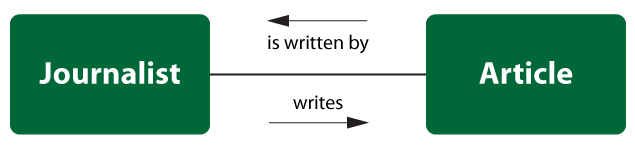 is written by
Journalist
Article
writes